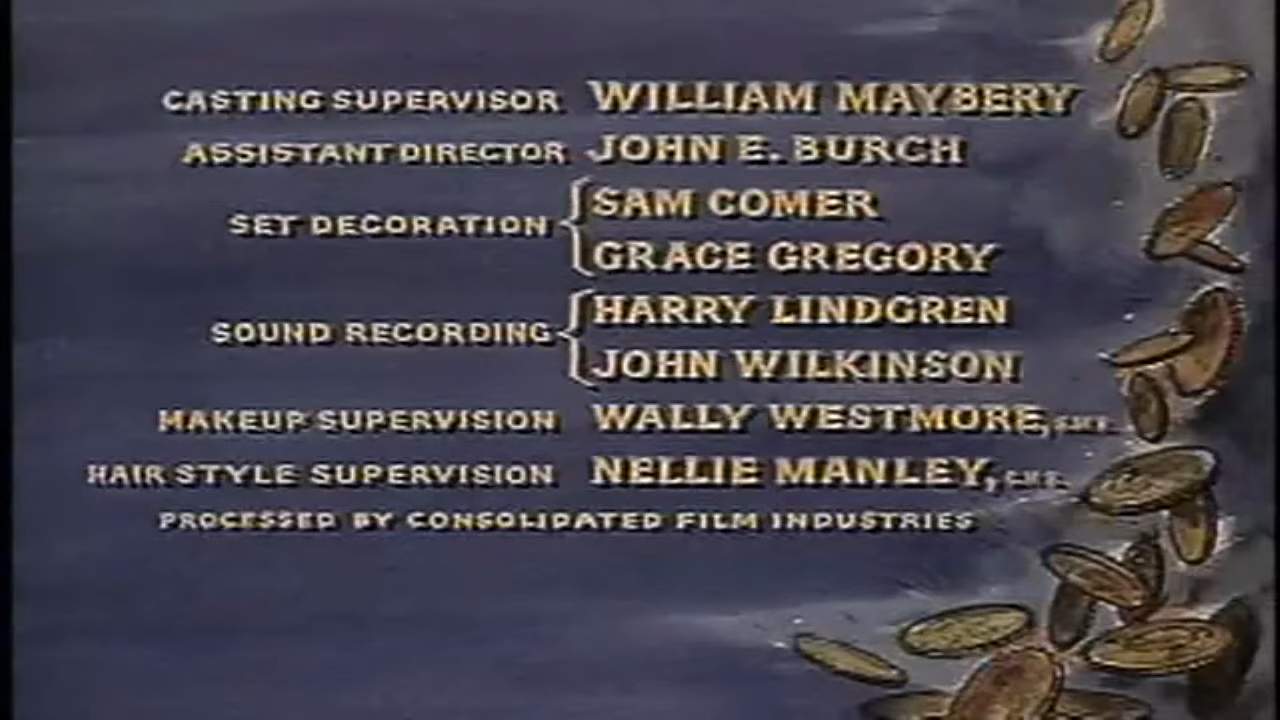 CASTING SUPERVISOR WILLIAM MAYBERY
ASSISTANT DIRECTOR JOHN E. BURCH
SET DECORATION SAM COMER
GRACE GREGORY
SOUND RECORDING HARRY LINDGREN
JOHN WILKINSON
MAKEUP SUPERVISION WALLY WESTMORE,
HAIR STYLE SUPERVISION NELLIE MANLEY,
PROCESSED BY CONSOLIDATED FILM INDUSTRIES